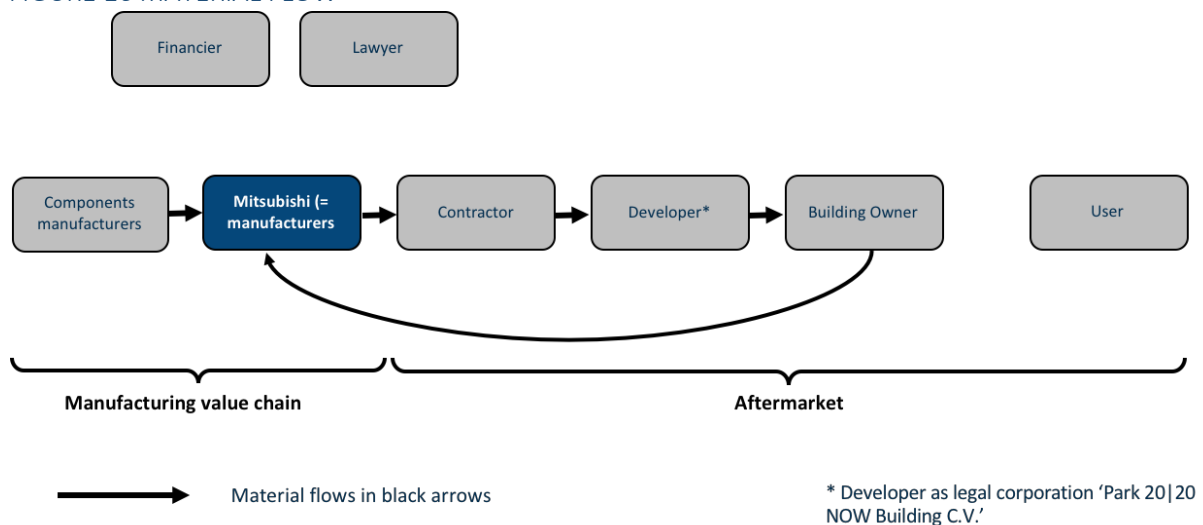 Financier
Lawyer
Components
manufacturers
Mitsubishi (=
manufacturers
Contractor
Developer*
Building Owner
User
Manufacturing value chain
Aftermarket
Material flows in black arrows
* Developer as legal corporation ‘Park 20|20
NOW Building C.V.’